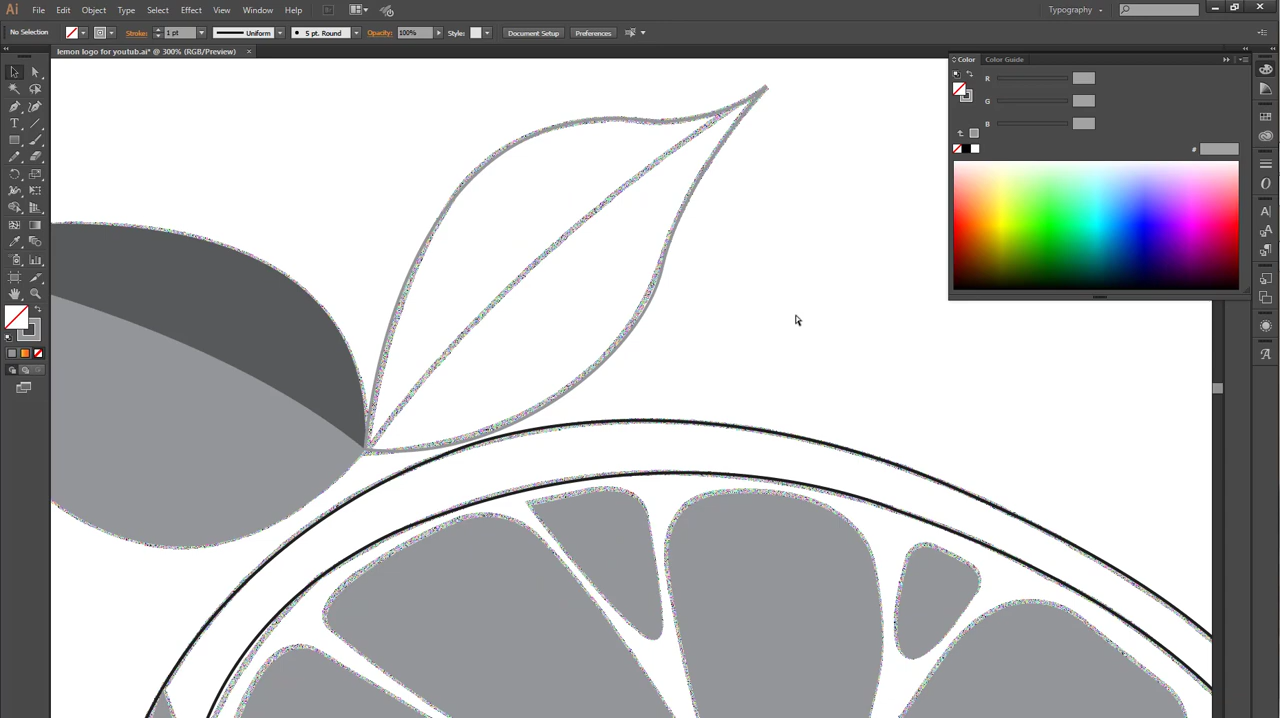 Ai File Edit Object Type Select Effect View Window Help Typography
No Selection Stroke: 1 pt Uniform 5 pt. Round Opacity: 100% Style: Document Setup Preferences
lemon logo for youtub.ai* @ 300% (RGB/Preview) ×
Color Color Guide
R
G
B
#